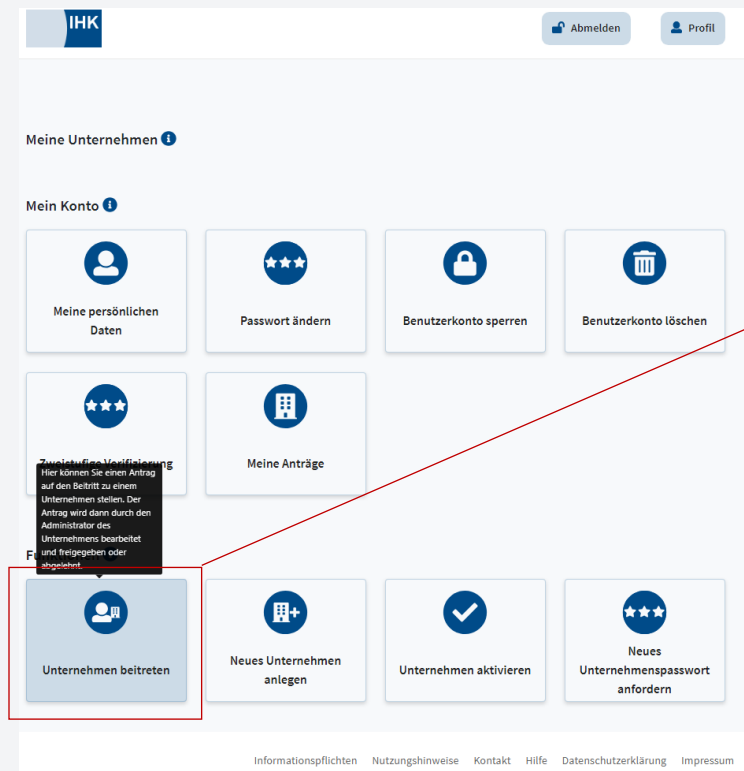 IHK
Abmelden
Profil
Meine Unternehmen
Mein Konto
Meine persönlichen
Daten
Passwort ändern
Benutzerkonto sperren
Benutzerkonto löschen
Zweistufige Verifizierung
Meine Anträge
Hier können Sie einen Antrag
auf den Beitritt zu einem
Unternehmen stellen. Der
Antrag wird dann durch den
Administrator des
Unternehmens bearbeitet
und freigegeben oder
abgelehnt.
Unternehmen beitreten
Neues Unternehmen
anlegen
Unternehmen aktivieren
Neues
Unternehmenspasswort
anfordern
Informationspflichten Nutzungshinweise Kontakt Hilfe Datenschutzerklärung Impressum